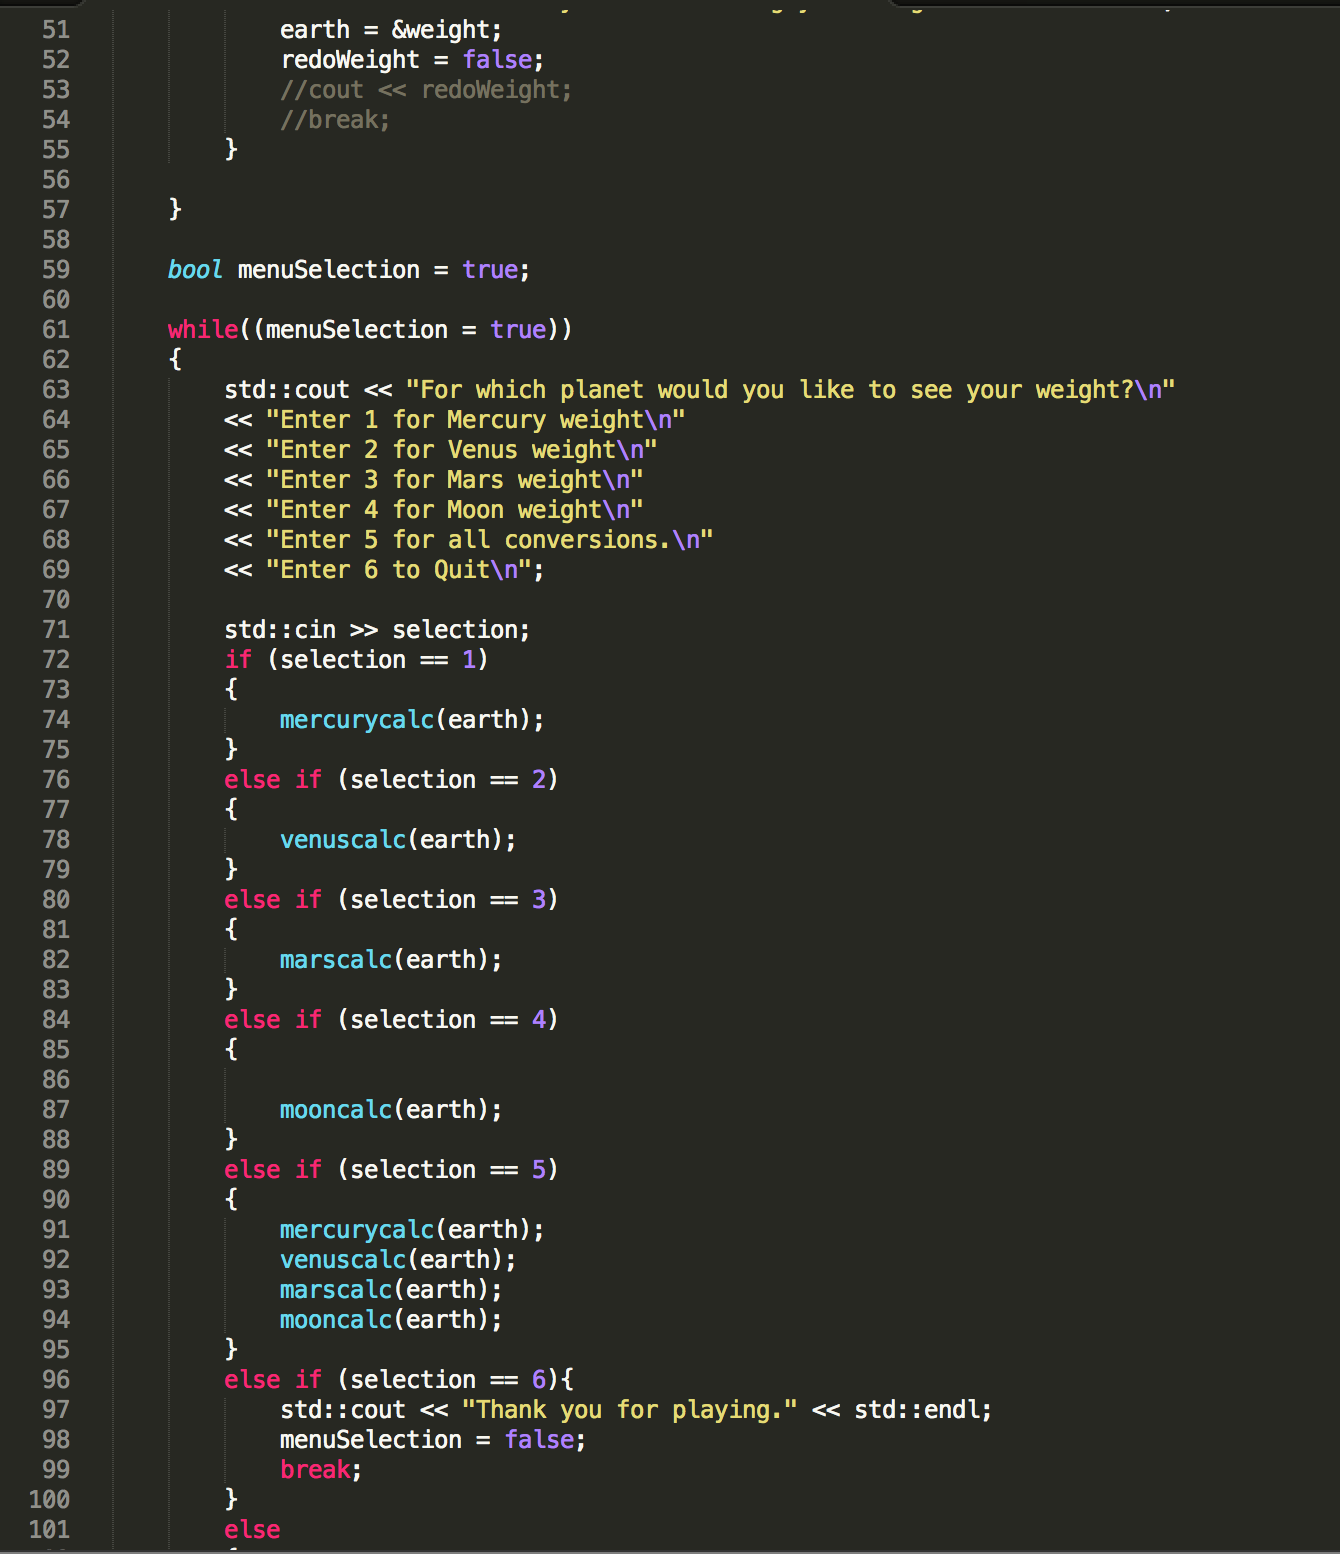 51 earth = &weight;
52 redoWeight = false;
53 //cout << redoWeight;
54 //break;
55 }
56
57 }
58
59 bool menuSelection = true;
60
61 while((menuSelection = true))
62 {
63 std::cout << "For which planet would you like to see your weight?\n"
64 << "Enter 1 for Mercury weight\n"
65 << "Enter 2 for Venus weight\n"
66 << "Enter 3 for Mars weight\n"
67 << "Enter 4 for Moon weight\n"
68 << "Enter 5 for all conversions.\n"
69 << "Enter 6 to Quit\n";
70
71 std::cin >> selection;
72 if (selection == 1)
73 {
74 mercurycalc(earth);
75 }
76 else if (selection == 2)
77 {
78 venuscalc(earth);
79 }
80 else if (selection == 3)
81 {
82 marscalc(earth);
83 }
84 else if (selection == 4)
85 {
86
87 mooncalc(earth);
88 }
89 else if (selection == 5)
90 {
91 mercurycalc(earth);
92 venuscalc(earth);
93 marscalc(earth);
94 mooncalc(earth);
95 }
96 else if (selection == 6){
97 std::cout << "Thank you for playing." << std::endl;
98 menuSelection = false;
99 break;
100 }
101 else